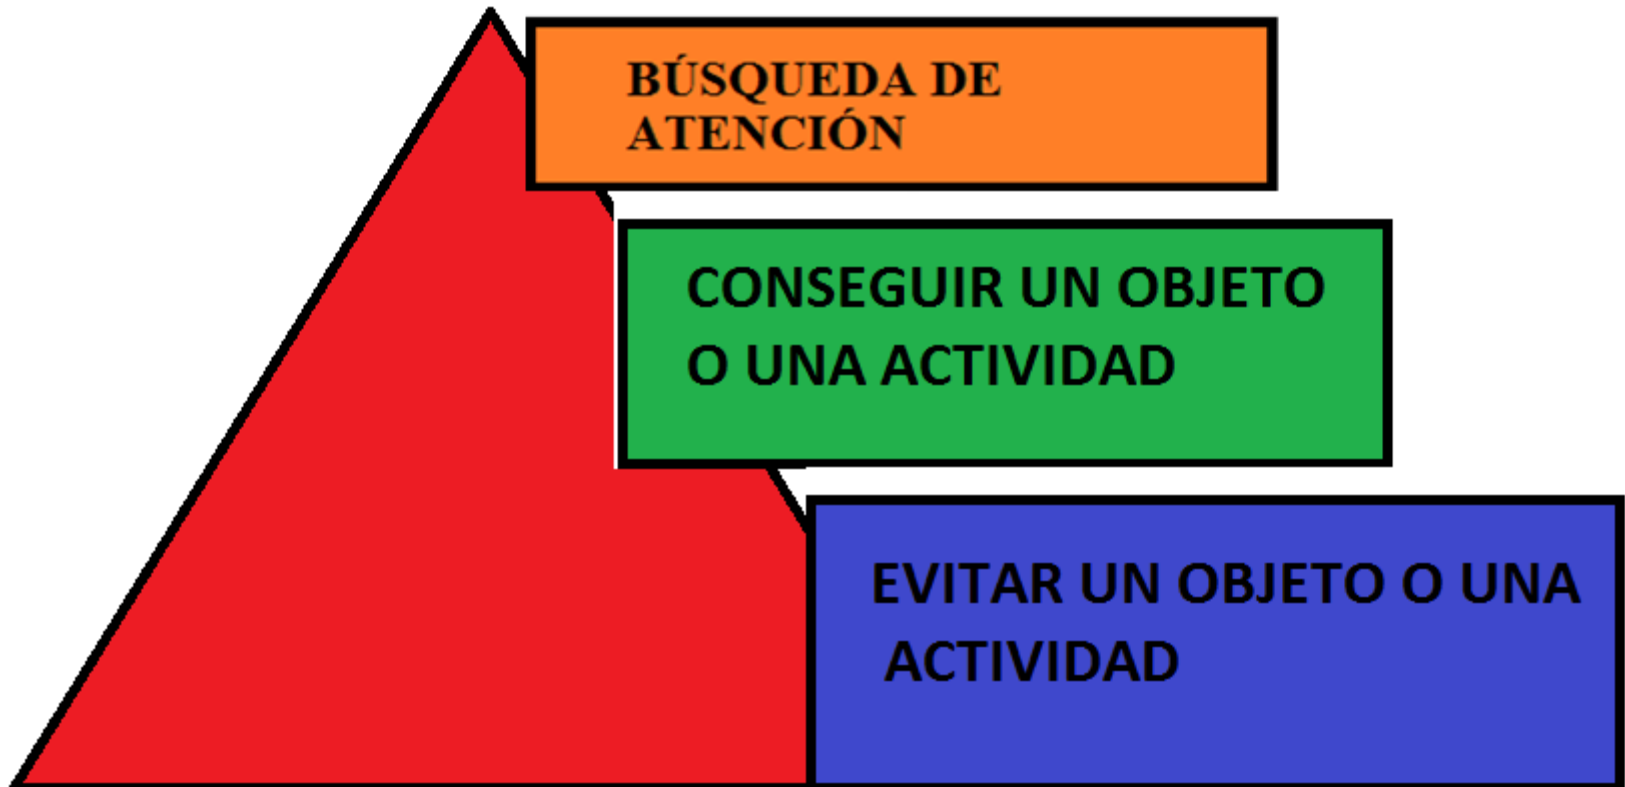 BÚSQUEDA DE
ATENCIÓN
CONSEGUIR UN OBJETO
O UNA ACTIVIDAD
EVITAR UN OBJETO O UNA
ACTIVIDAD